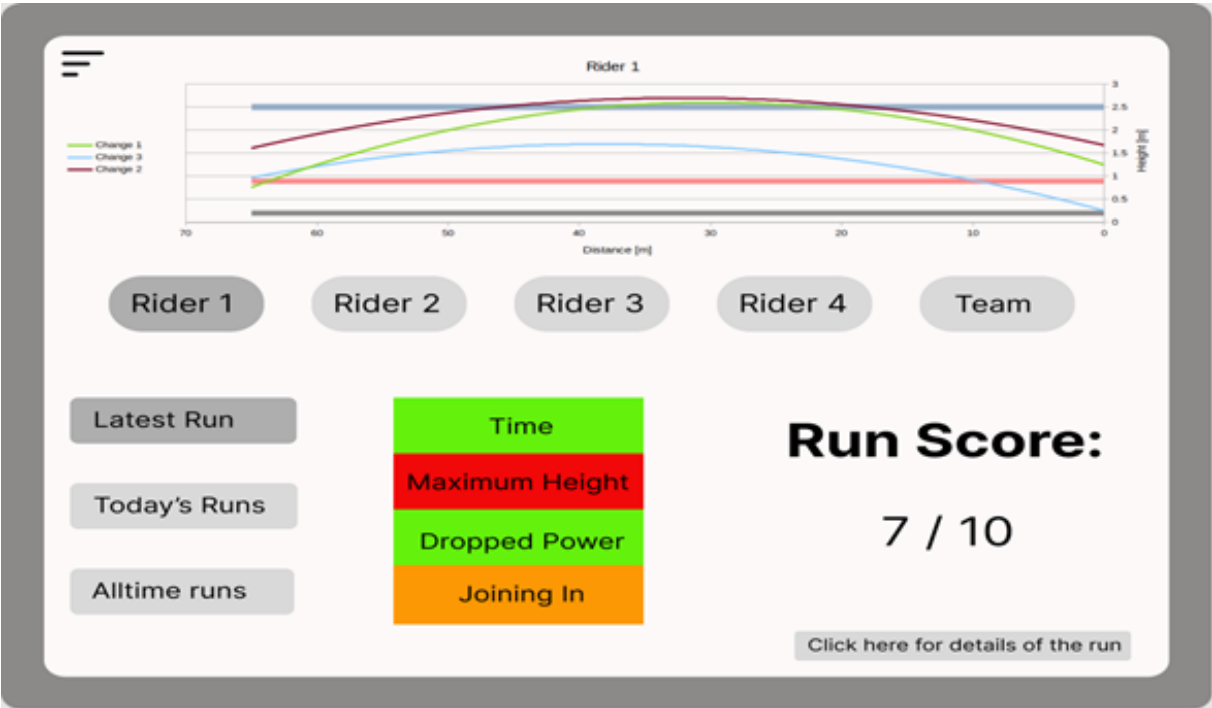 Rider 1
Change 1
Change 3
Change 2
3
2.5
2
1.5
1
0.5
0
Height [m]
70 60 50 40 30 20 10 0
Distance [m]
Rider 1 Rider 2 Rider 3 Rider 4 Team
Latest Run
Today's Runs
Alltime runs
Time
Maximum Height
Dropped Power
Joining In
Run Score:
7 / 10
Click here for details of the run